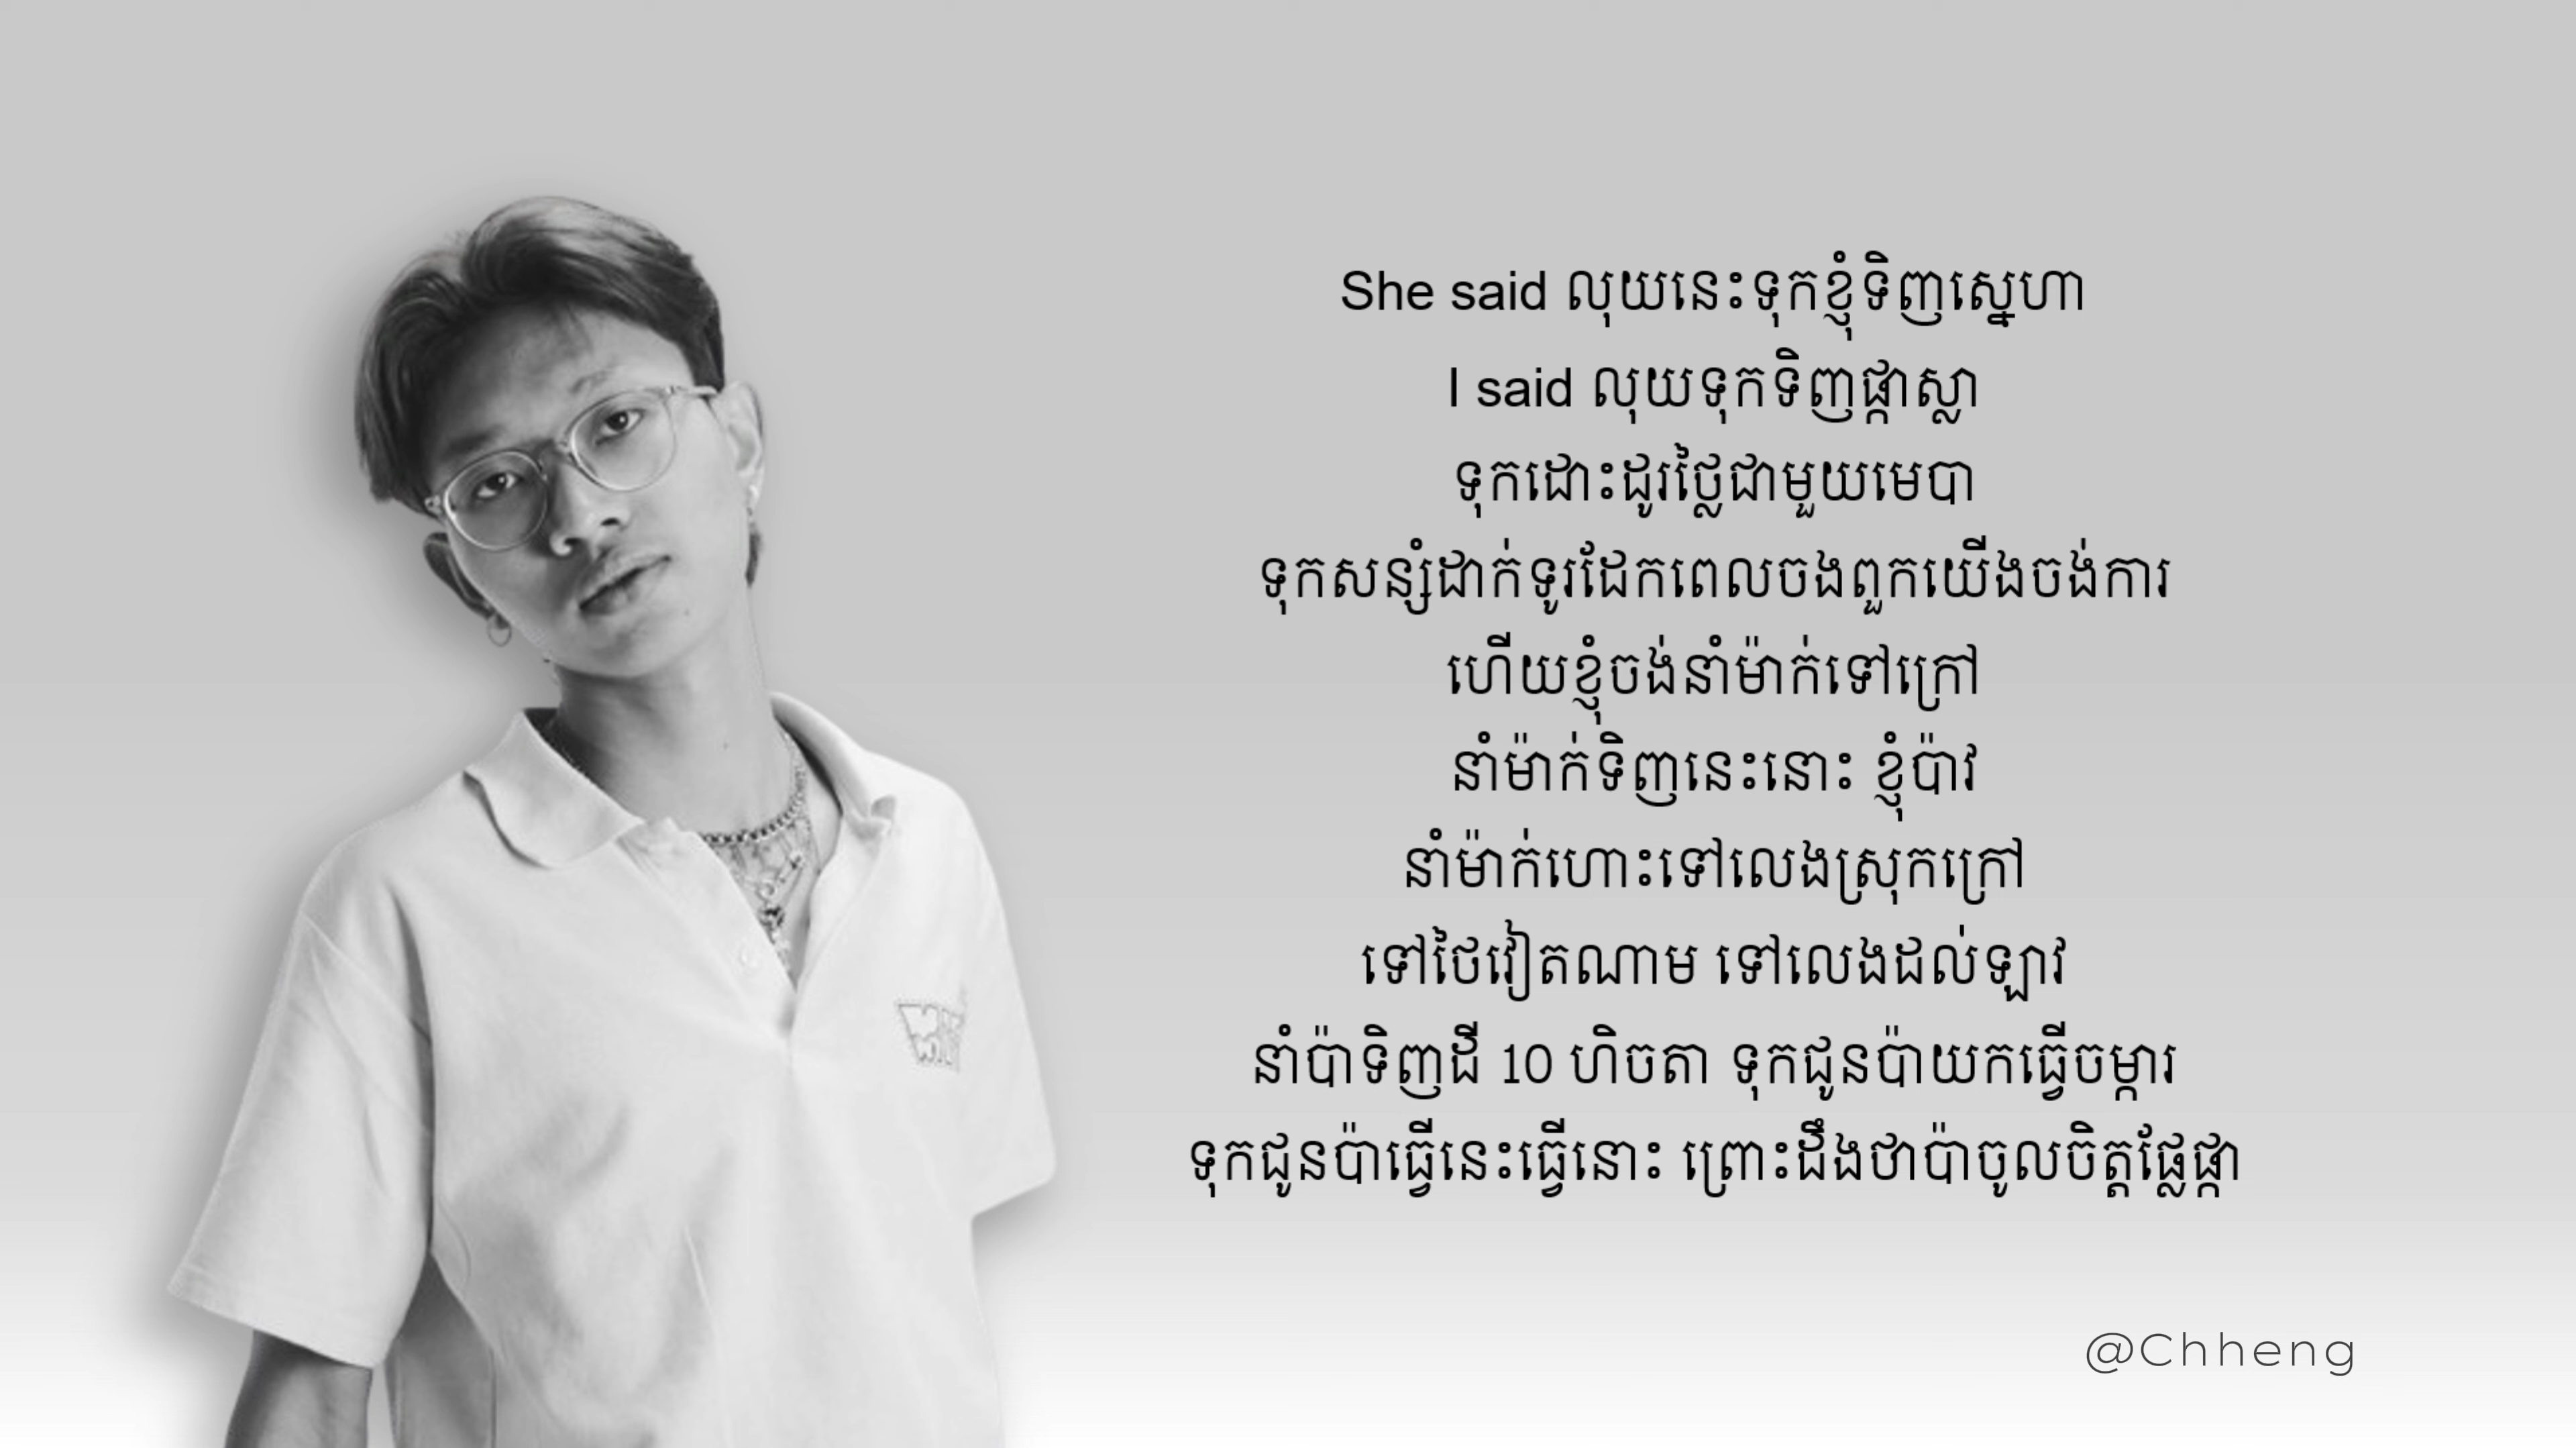 She said លុយនេះទុកខ្ញុំទិញស្នេហា
I said លុយទុកទិញផ្កាស្លា
ទុកដោះដូរថ្លៃជាមួយមេបា
ទុកសន្សំដាក់ទូរដែកពេលចងពួកយើងចង់ការ
ហើយខ្ញុំចង់នាំម៉ាក់ទៅក្រៅ
នាំម៉ាក់ទិញនេះនោះ ខ្ញុំប៉ាវ
នាំម៉ាក់ហោះទៅលេងស្រុកក្រៅ
ទៅថៃវៀតណាម ទៅលេងដល់ឡាវ
នាំប៉ាទិញដី 10 ហិចតា ទុកជូនប៉ាយកធ្វើចម្ការ
ទុកជូនប៉ាធ្វើនេះធ្វើនោះ ព្រោះដឹងថាប៉ាចូលចិត្តផ្លែផ្កា
@Chheng